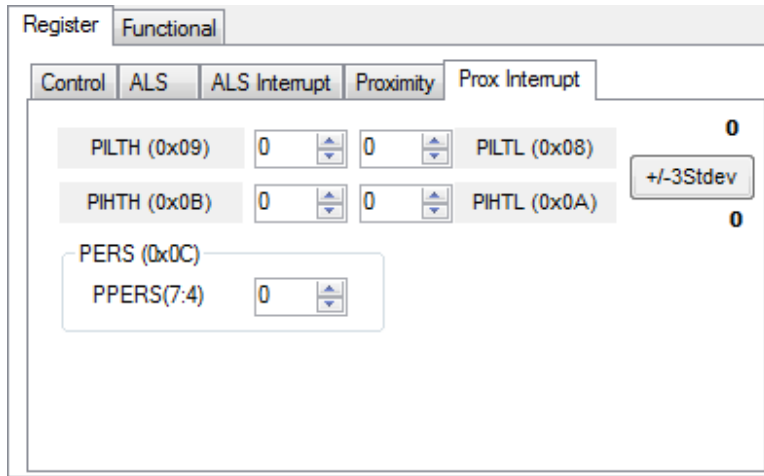 Register Functional
Control ALS ALS Interrupt Proximity Prox Interrupt
0
PILTH (0x09) 0 0 PILTL (0x08)
+/-3Stdev
PIHTH (0x0B) 0 0 PIHTL (0x0A)
0
PERS (0x0C)
PPERS(7:4) 0